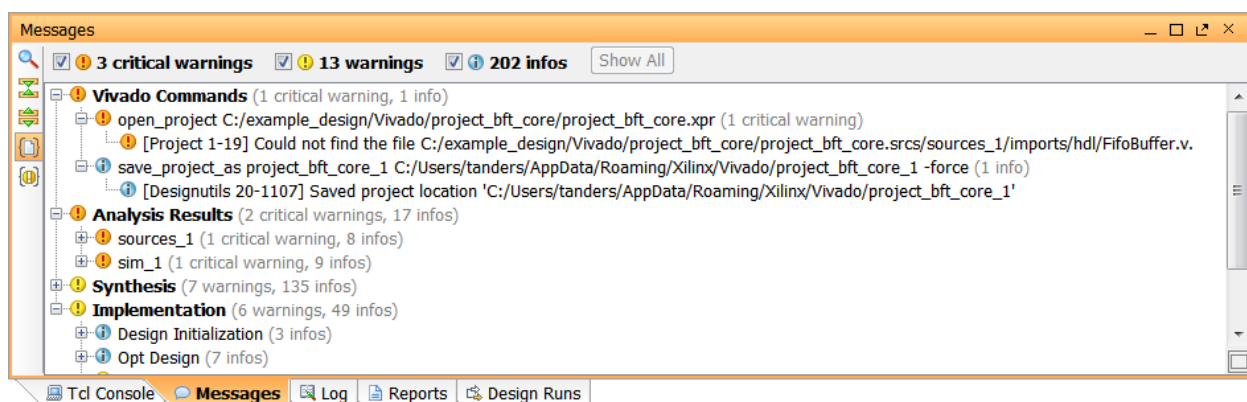 Messages
3 critical warnings 13 warnings 202 infos Show All
Vivado Commands (1 critical warning, 1 info)
open_project C:/example_design/Vivado/project_bft_core/project_bft_core.xpr (1 critical warning)
[Project 1-19] Could not find the file C:/example_design/Vivado/project_bft_core/project_bft_core.srcs/sources_1/imports/hdl/FifoBuffer.v.
save_project_as project_bft_core_1 C:/Users/tanders/AppData/Roaming/Xilinx/Vivado/project_bft_core_1 -force (1 info)
[Designutils 20-1107] Saved project location 'C:/Users/tanders/AppData/Roaming/Xilinx/Vivado/project_bft_core_1'
Analysis Results (2 critical warnings, 17 infos)
sources_1 (1 critical warning, 8 infos)
sim_1 (1 critical warning, 9 infos)
Synthesis (7 warnings, 135 infos)
Implementation (6 warnings, 49 infos)
Design Initialization (3 infos)
Opt Design (7 infos)
Tcl Console Messages Log Reports Design Runs